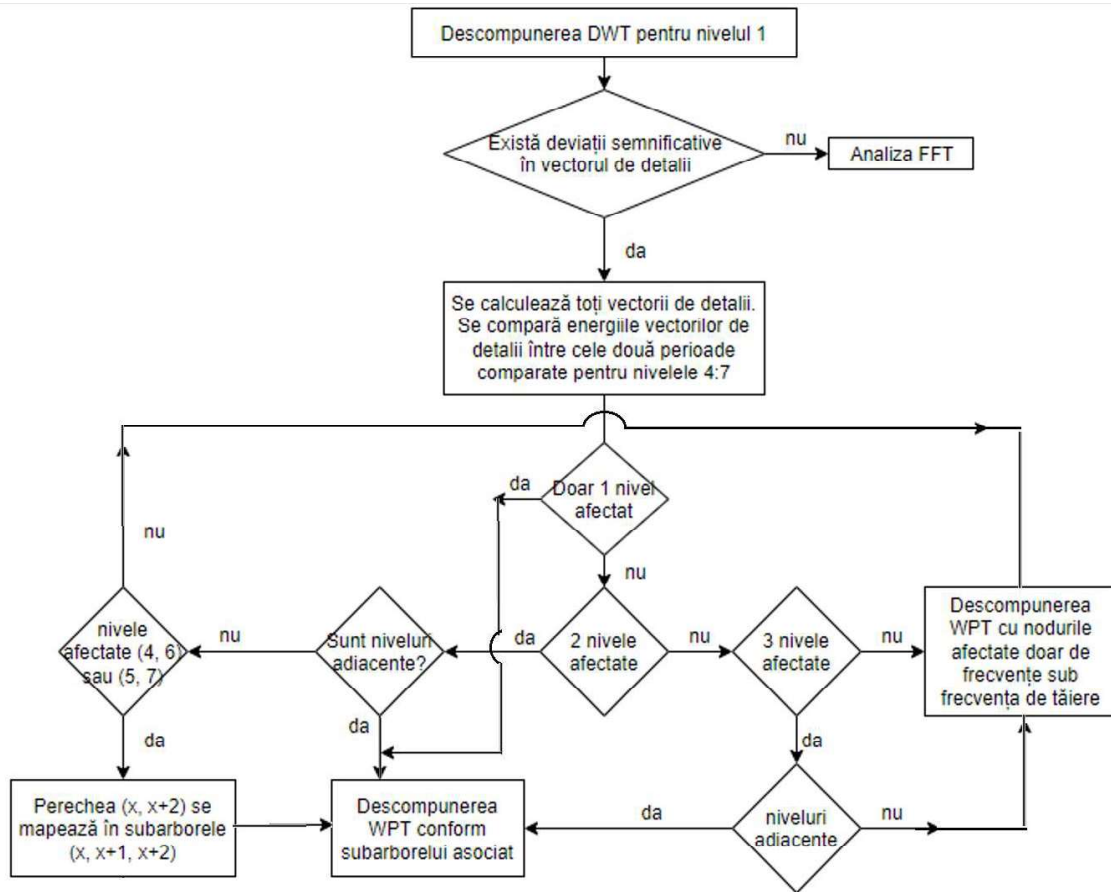 Descompunerea DWT pentru nivelul 1
Există deviații semnificative
în vectorul de detalii
nu
Analiza FFT
da
Se calculează toți vectorii de detalii.
Se compară energiile vectorilor de
detalii între cele două perioade
comparate pentru nivelele 4:7
da
Doar 1 nivel
afectat
nu
nu
nivele
afectate (4, 6)
sau (5, 7)
nu
Sunt niveluri
adiacente?
da
2 nivele
afectate
nu
3 nivele
afectate
nu
Descompunerea
WPT cu nodurile
afectate doar de
frecvențe sub
frecvența de tăiere
da
da
da
Perechea (x, x+2) se
mapează în subarborele
(x, x+1, x+2)
Descompunerea
WPT conform
subarborelui asociat
da
niveluri
adiacente
nu